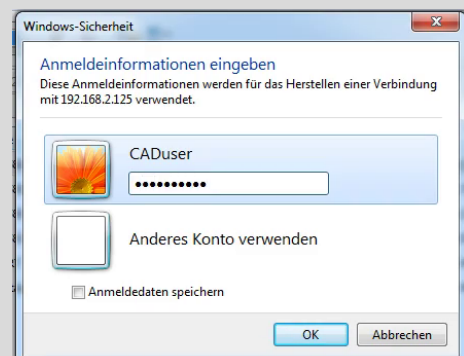 Windows-Sicherheit
Anmeldeinformationen eingeben
Diese Anmeldeinformationen werden für das Herstellen einer Verbindung
mit 192.168.2.125 verwendet.
CADuser
••••••••••
Anderes Konto verwenden
Anmeldedaten speichern
OK
Abbrechen